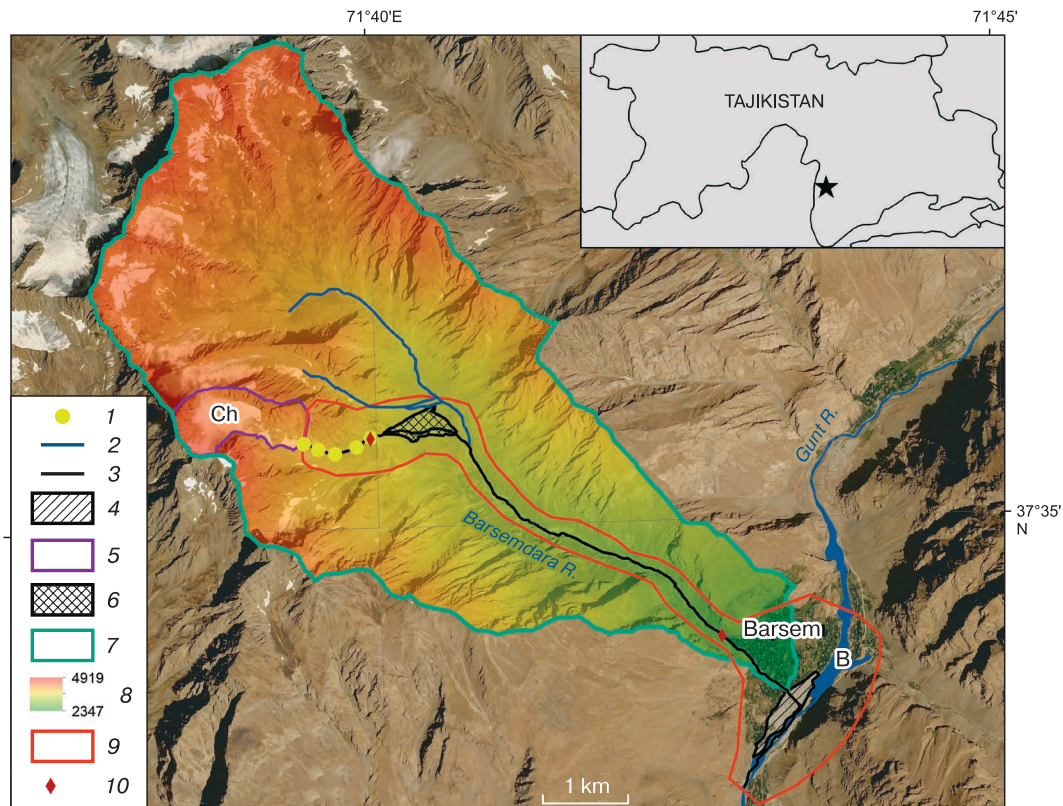 71°40'E
71°45'
TAJIKISTAN
Ch
Gunt R.
37°35'
N
Barsemdara R.
Barsem
B
1
2
3
4
5
6
7
4919
2347
8
9
10
1 km